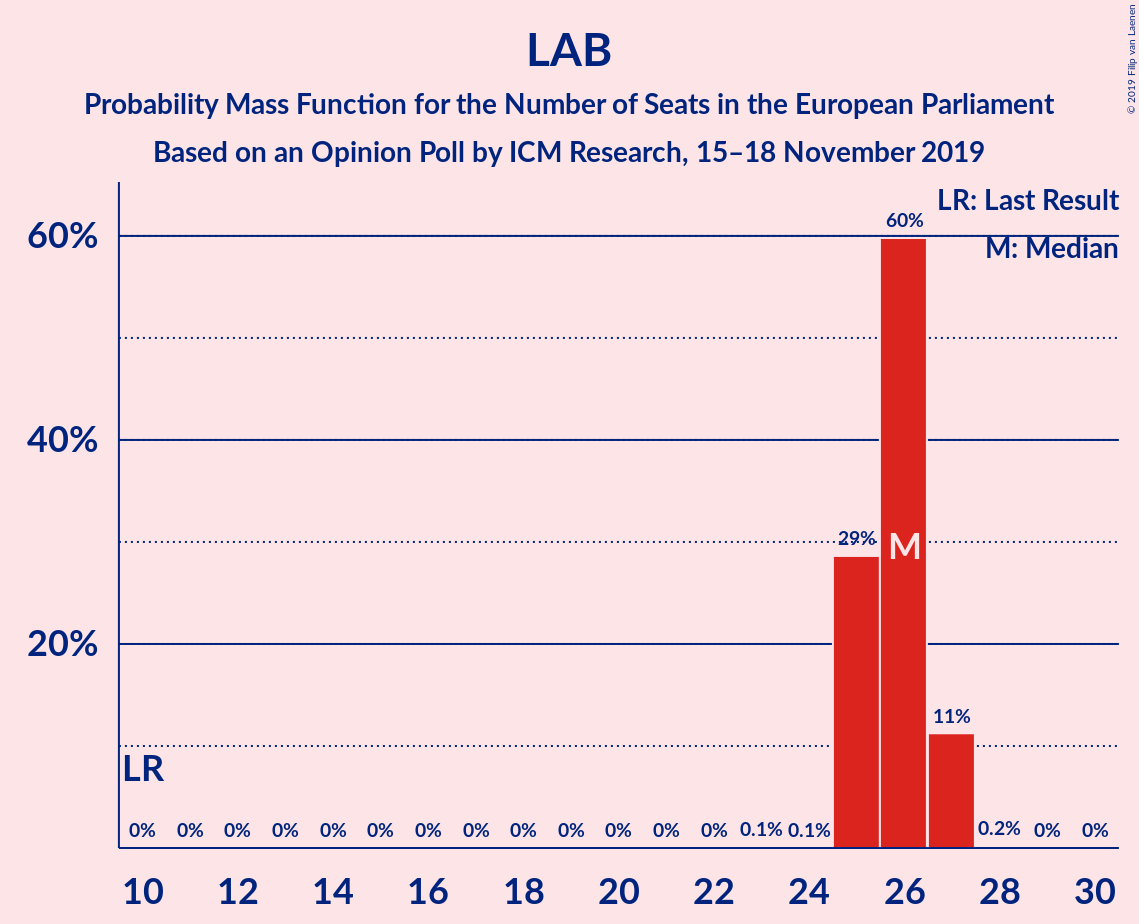 LAB
Probability Mass Function for the Number of Seats in the European Parliament
Based on an Opinion Poll by ICM Research, 15–18 November 2019
© 2019 Filip van Laenen
LR: Last Result
M: Median
60%
40%
20%
60%
29%
M
11%
LR
0% 0% 0% 0% 0% 0% 0% 0% 0% 0% 0% 0% 0% 0.1% 0.1% 0.2% 0% 0%
10 12 14 16 18 20 22 24 26 28 30